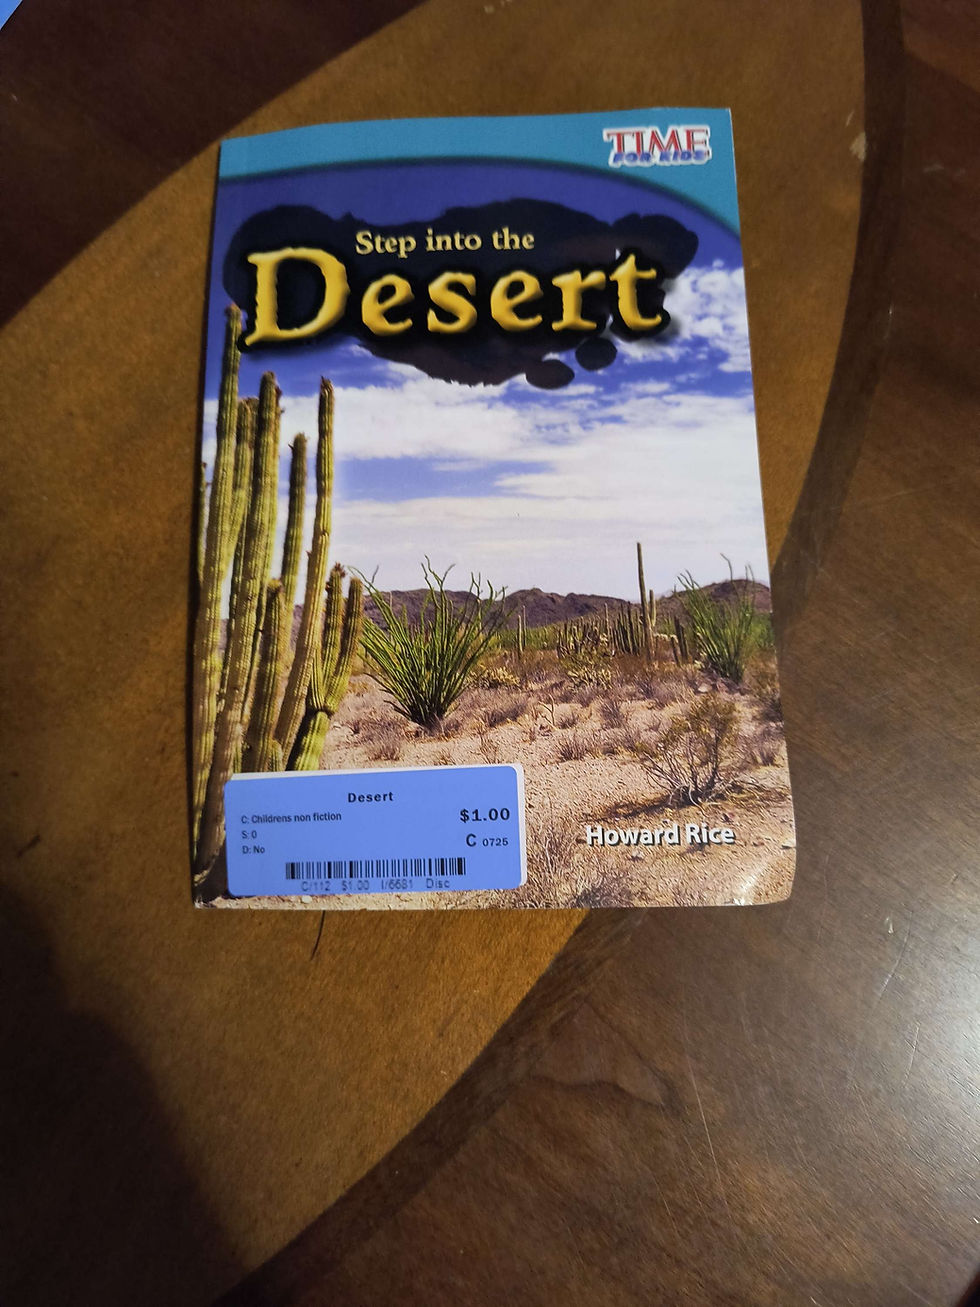 TIME
FOR KIDS
Step into the
Desert
Desert
C: Childrens non fiction
$1.00
S: 0
C 0725
D: No
C/112 $1.00 I/6681 Disc
Howard Rice